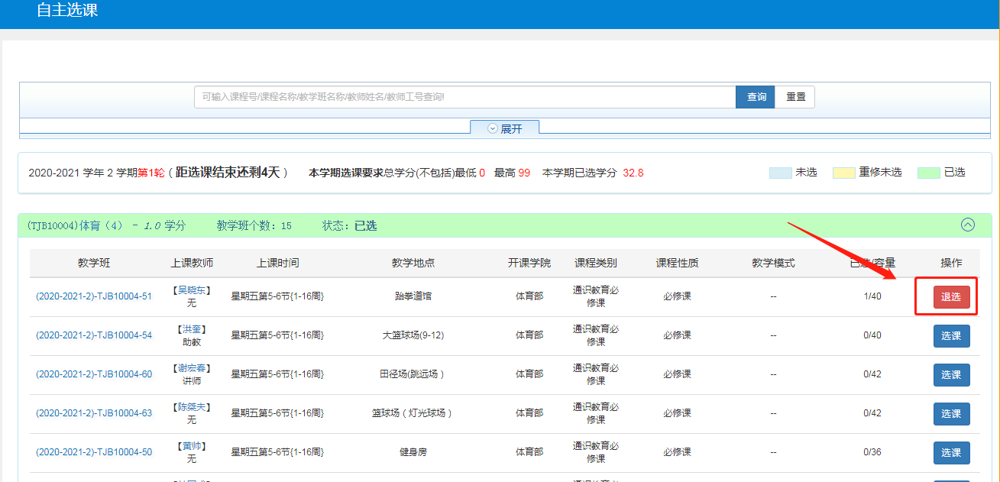 自主选课
可输入课程号/课程名称/教学班名称/教师姓名/教师工号查询!
查询 重置
展开
2020-2021 学年 2 学期第1轮 ( 距选课结束还剩4天 ) 本学期选课要求总学分(不包括)最低 0 最高 99 本学期已选学分 32.8 未选 重修未选 已选
(TJB10004)体育（4） - 1.0 学分 教学班个数：15 状态：已选
教学班 上课教师 上课时间 教学地点 开课学院 课程类别 课程性质 教学模式 已选/容量 操作
(2020-2021-2)-TJB10004-51 【吴晓东】 无 星期五第5-6节{1-16周} 跆拳道馆 体育部 通识教育必修课 必修课 -- 1/40 退选
(2020-2021-2)-TJB10004-54 【洪奎】 助教 星期五第5-6节{1-16周} 大篮球场(9-12) 体育部 通识教育必修课 必修课 -- 0/40 选课
(2020-2021-2)-TJB10004-60 【谢宏春】 讲师 星期五第5-6节{1-16周} 田径场(跳远场 ) 体育部 通识教育必修课 必修课 -- 0/42 选课
(2020-2021-2)-TJB10004-63 【陈桀夫】 无 星期五第5-6节{1-16周} 篮球场 ( 灯光球场 ) 体育部 通识教育必修课 必修课 -- 0/42 选课
(2020-2021-2)-TJB10004-50 【董帅】 无 星期五第5-6节{1-16周} 健身房 体育部 通识教育必修课 必修课 -- 0/36 选课